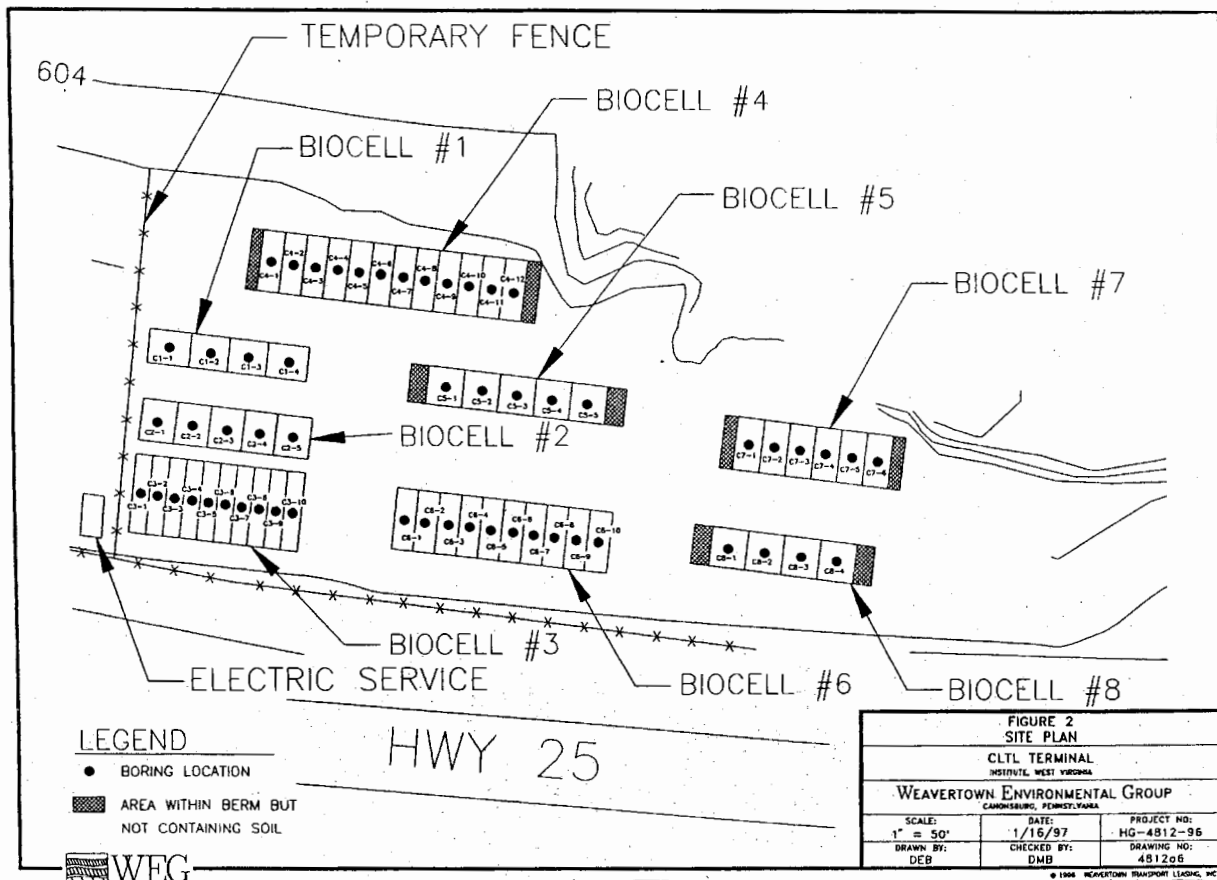 TEMPORARY FENCE
604
BIOCELL #4
BIOCELL #1
BIOCELL #5
BIOCELL #7
C4-1
C4-2
C4-3
C4-4
C4-5
C4-6
C4-7
C4-8
C4-9
C4-10
C4-11
C4-12
C1-1
C1-2
C1-3
C1-4
C5-1
C5-2
C5-3
C5-4
C5-5
BIOCELL #2
C2-1
C2-2
C2-3
C2-4
C2-5
C7-1
C7-2
C7-3
C7-4
C7-5
C7-6
C3-1
C3-2
C3-3
C3-4
C3-5
C3-6
C3-7
C3-8
C3-9
C3-10
C6-1
C6-2
C6-3
C6-4
C6-5
C6-6
C6-7
C6-8
C6-9
C6-10
C8-1
C8-2
C8-3
C8-4
BIOCELL #3
ELECTRIC SERVICE
BIOCELL #6
BIOCELL #8
HWY 25
LEGEND
BORING LOCATION
AREA WITHIN BERM BUT
NOT CONTAINING SOIL
WEG
FIGURE 2
SITE PLAN
CLTL TERMINAL
INSTITUTE, WEST VIRGINIA
WEAVERTOWN ENVIRONMENTAL GROUP
CANONSBURG, PENNSYLVANIA
SCALE:
1" = 50'
DATE:
1/16/97
PROJECT NO:
HG-4812-96
DRAWN BY:
DEB
CHECKED BY:
DMB
DRAWING NO:
4812o6
© 1996 WEAVERTOWN TRANSPORT LEASING, INC